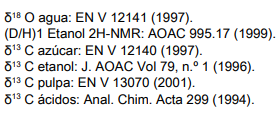 δ¹⁸ O agua: EN V 12141 (1997).
(D/H)1 Etanol 2H-NMR: AOAC 995.17 (1999).
δ¹³ C azúcar: EN V 12140 (1997).
δ¹³ C etanol: J. AOAC Vol 79, n.º 1 (1996).
δ¹³ C pulpa: EN V 13070 (2001).
δ¹³ C ácidos: Anal. Chim. Acta 299 (1994).